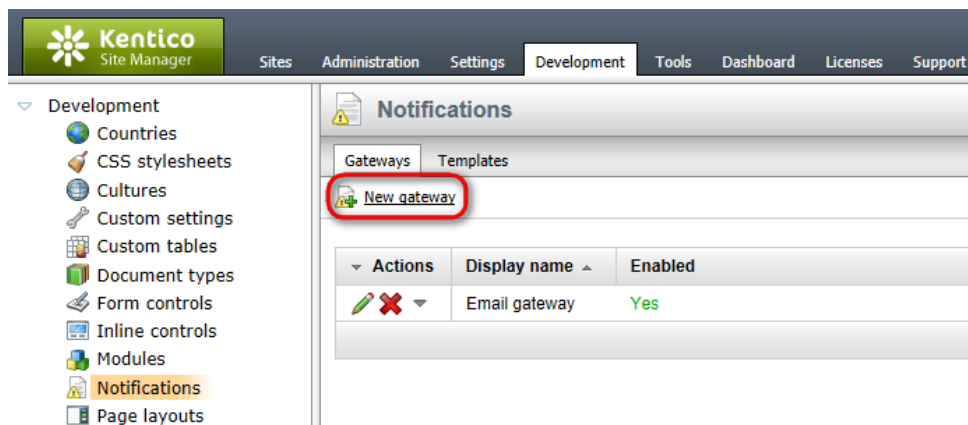 Kentico
Site Manager
Sites Administration Settings Development Tools Dashboard Licenses Support
Development
Countries
CSS stylesheets
Cultures
Custom settings
Custom tables
Document types
Form controls
Inline controls
Modules
Notifications
Page layouts
Notifications
Gateways Templates
New gateway
Actions Display name Enabled
Email gateway Yes